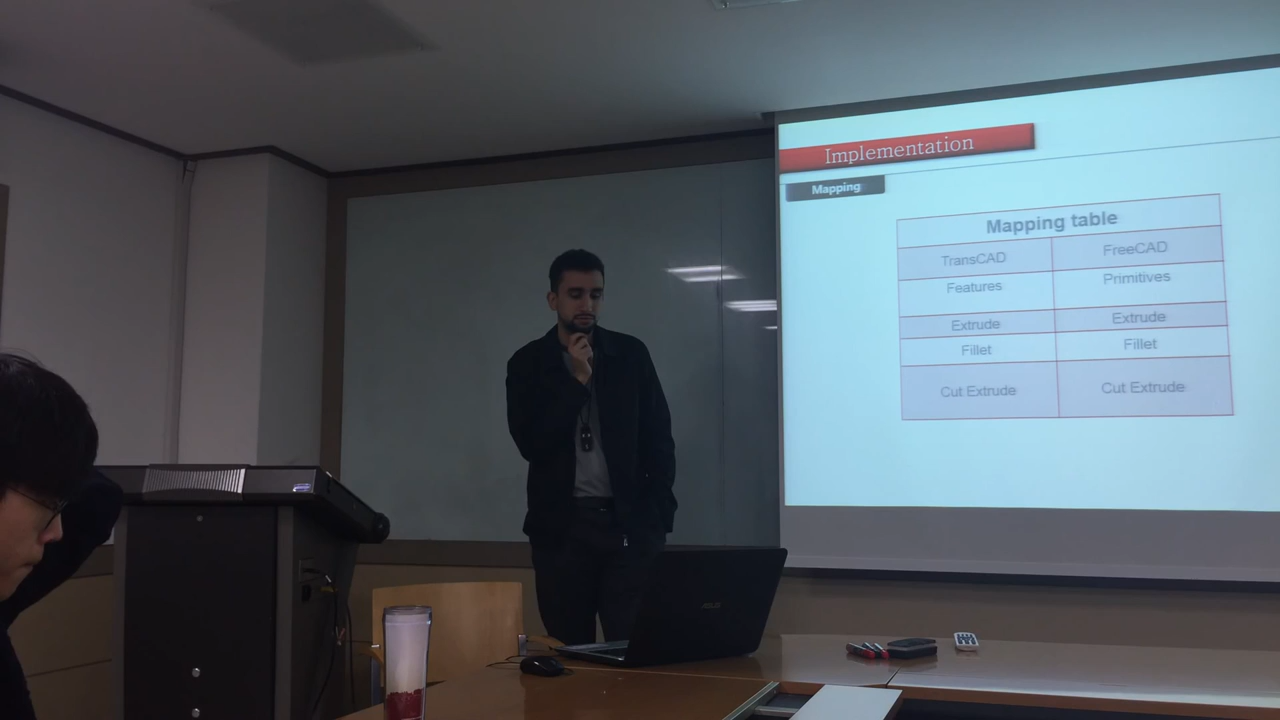 Implementation
Mapping
Mapping table
TransCAD FreeCAD
Features Primitives
Extrude Extrude
Fillet Fillet
Cut Extrude Cut Extrude